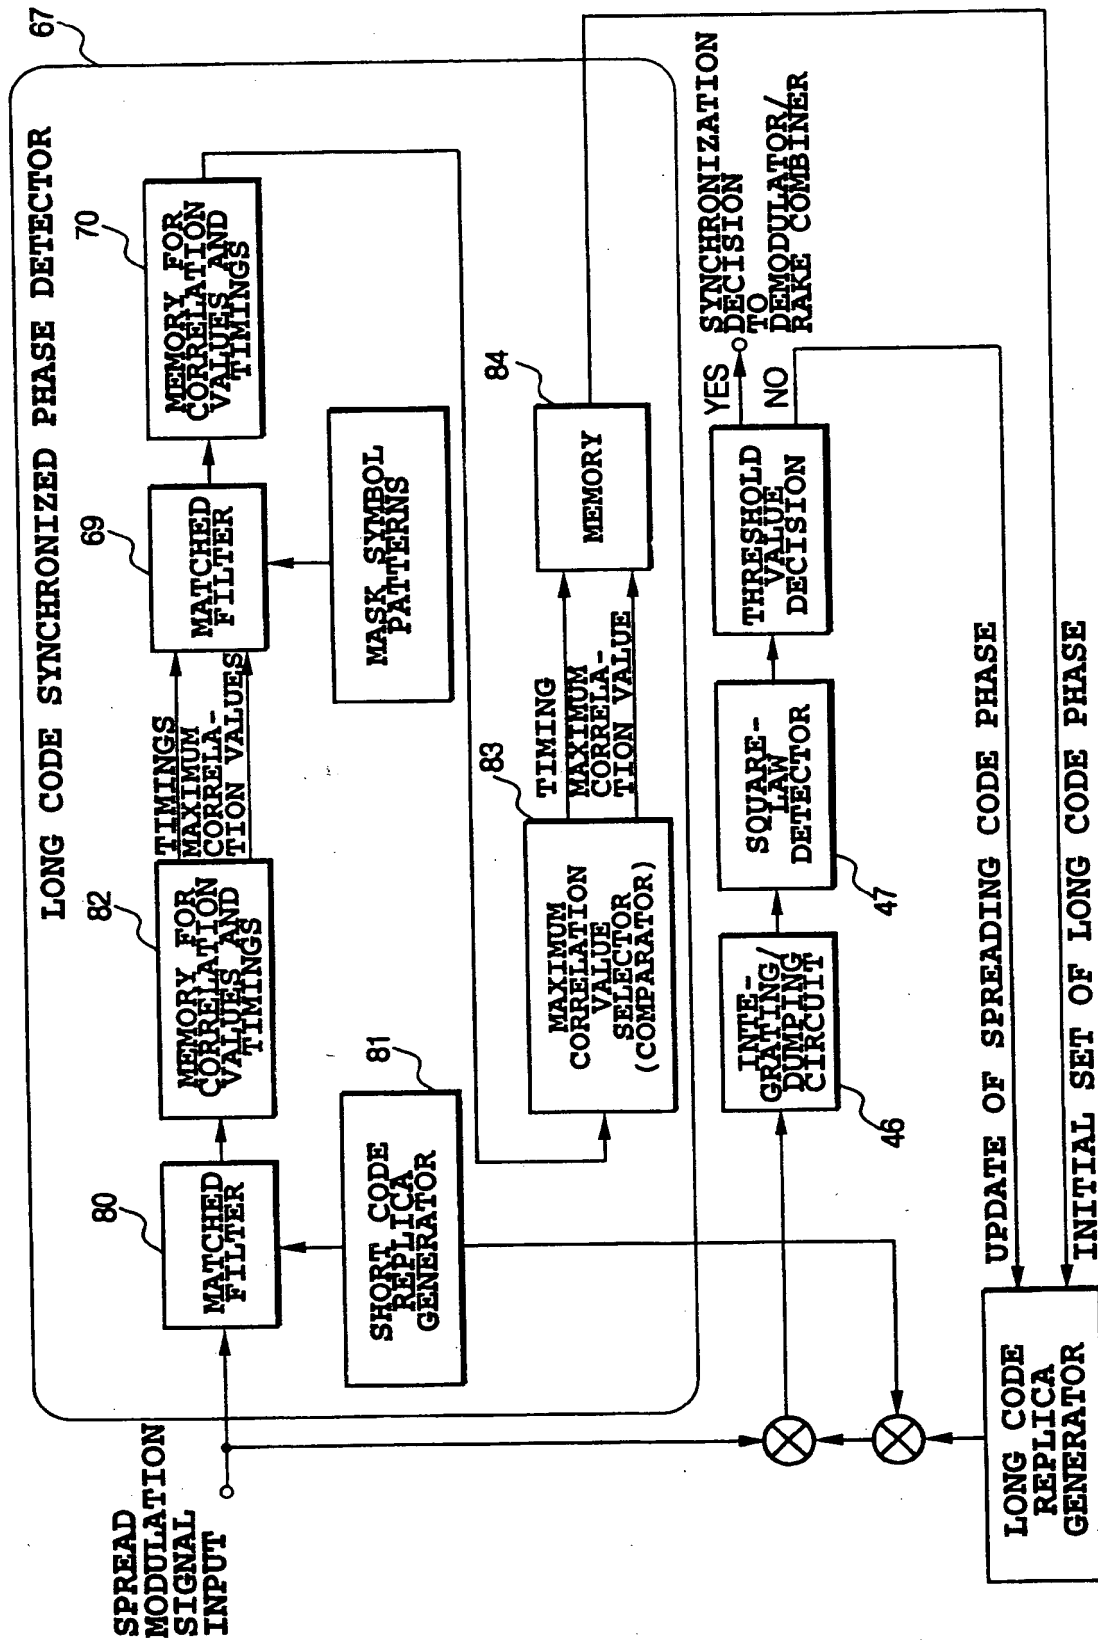 LONG CODE SYNCHRONIZED PHASE DETECTOR
67
SPREAD
MODULATION
SIGNAL
INPUT
80
MATCHED
FILTER
82
MEMORY FOR
CORRELATION
VALUES AND
TIMINGS
TIMINGS
MAXIMUM
CORRELA-
TION VALUES
69
MATCHED
FILTER
70
MEMORY FOR
CORRELATION
VALUES AND
TIMINGS
SHORT CODE
REPLICA
GENERATOR
81
MASK SYMBOL
PATTERNS
83
MAXIMUM
CORRELATION
VALUE
SELECTOR
(COMPARATOR)
TIMING
MAXIMUM
CORRELA-
TION VALUE
84
MEMORY
INTE-
GRATING/
DUMPING
CIRCUIT
46
SQUARE-
LAW
DETECTOR
47
THRESHOLD
VALUE
DECISION
YES
NO
SYNCHRONIZATION
DECISION
TO
DEMODULATOR/
RAKE COMBINER
LONG CODE
REPLICA
GENERATOR
UPDATE OF SPREADING CODE PHASE
INITIAL SET OF LONG CODE PHASE